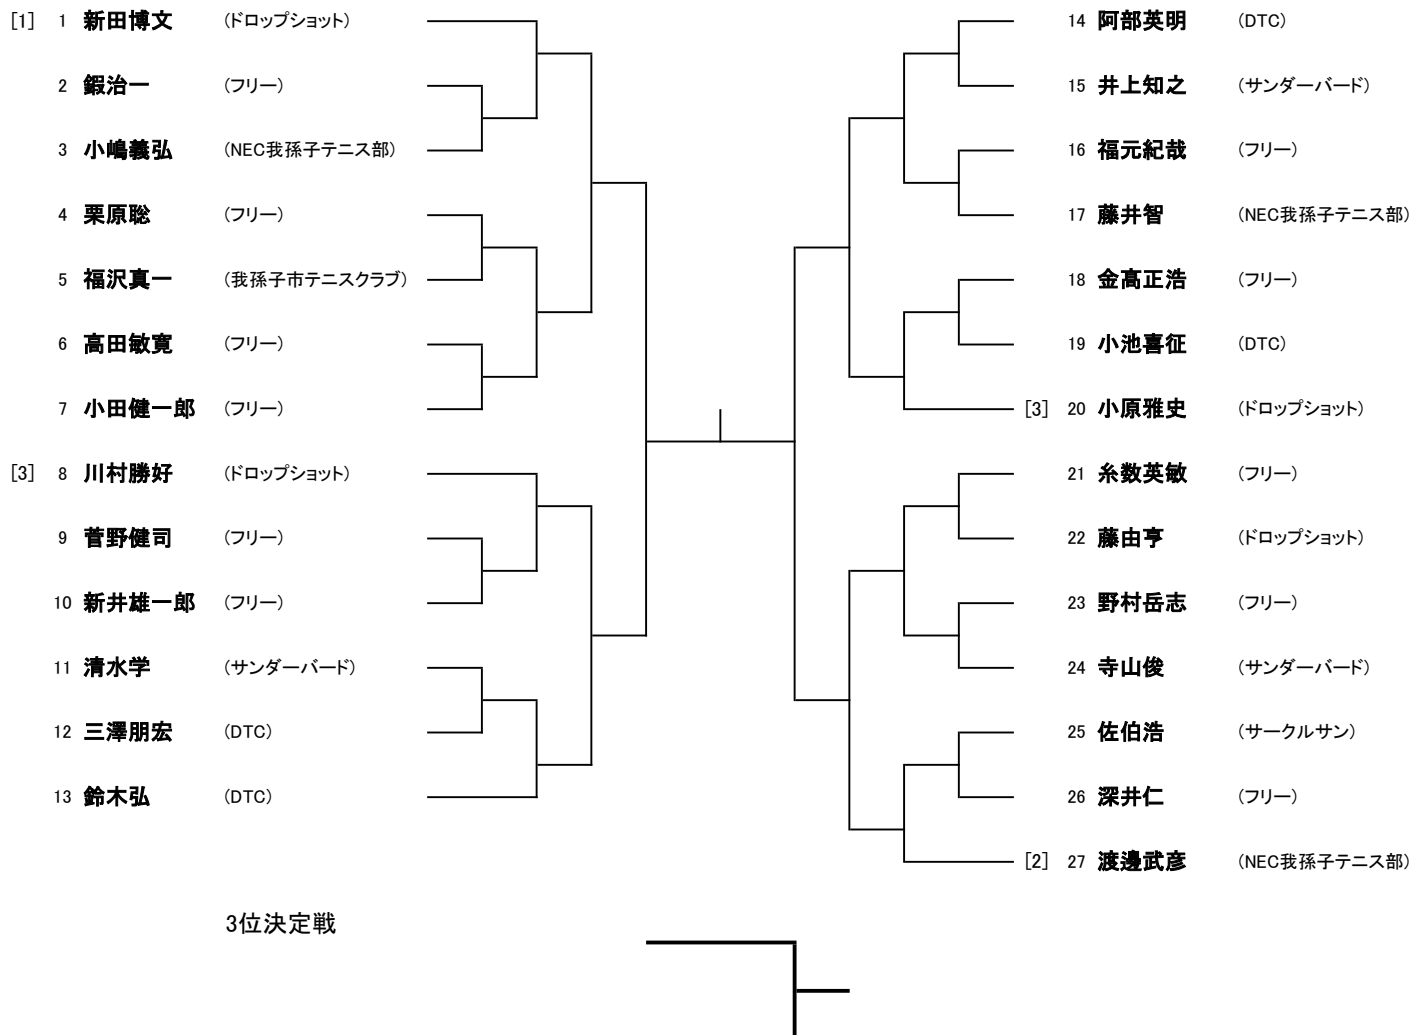 [1] 1 新田博文 (ドロップショット)
2 鍜治一 (フリー)
3 小嶋義弘 (NEC我孫子テニス部)
4 栗原聡 (フリー)
5 福沢真一 (我孫子市テニスクラブ)
6 高田敏寛 (フリー)
7 小田健一郎 (フリー)
[3] 8 川村勝好 (ドロップショット)
9 菅野健司 (フリー)
10 新井雄一郎 (フリー)
11 清水学 (サンダーバード)
12 三澤朋宏 (DTC)
13 鈴木弘 (DTC)
14 阿部英明 (DTC)
15 井上知之 (サンダーバード)
16 福元紀哉 (フリー)
17 藤井智 (NEC我孫子テニス部)
18 金高正浩 (フリー)
19 小池喜征 (DTC)
[3] 20 小原雅史 (ドロップショット)
21 糸数英敏 (フリー)
22 藤由亨 (ドロップショット)
23 野村岳志 (フリー)
24 寺山俊 (サンダーバード)
25 佐伯浩 (サークルサン)
26 深井仁 (フリー)
[2] 27 渡邊武彦 (NEC我孫子テニス部)
3位決定戦